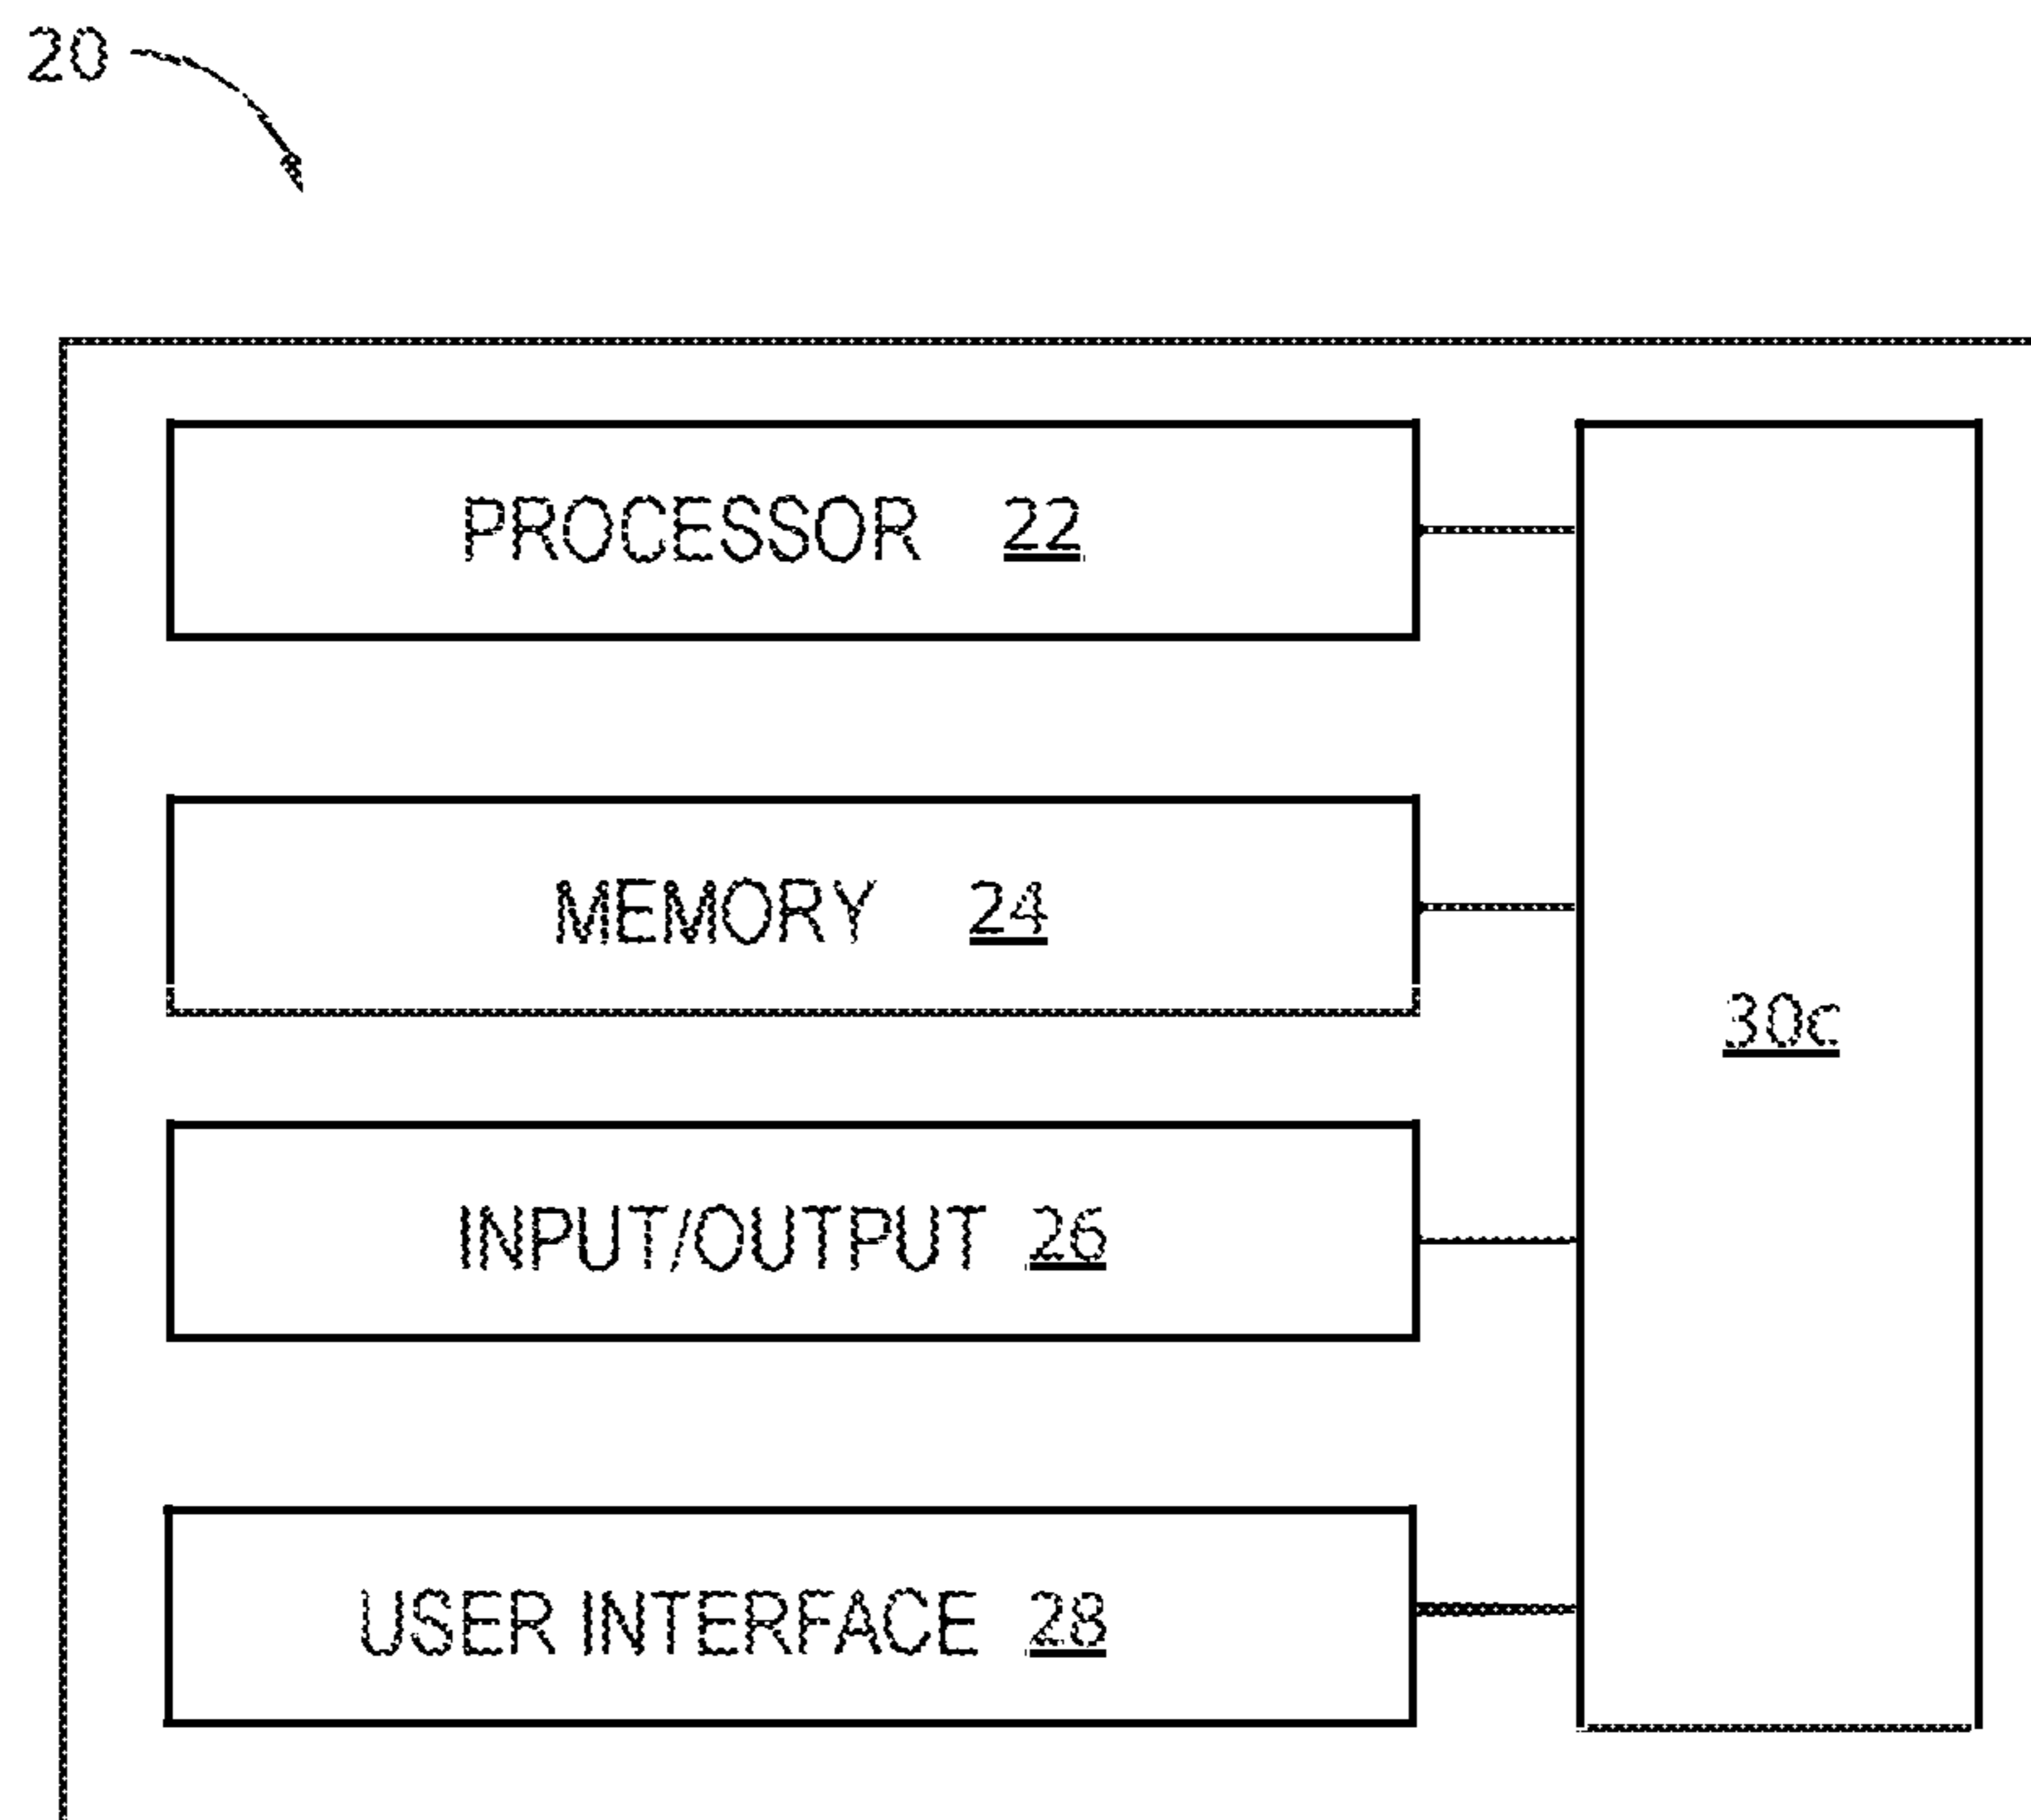 20
PROCESSOR 22
MEMORY 24
30c
INPUT/OUTPUT 26
USER INTERFACE 28